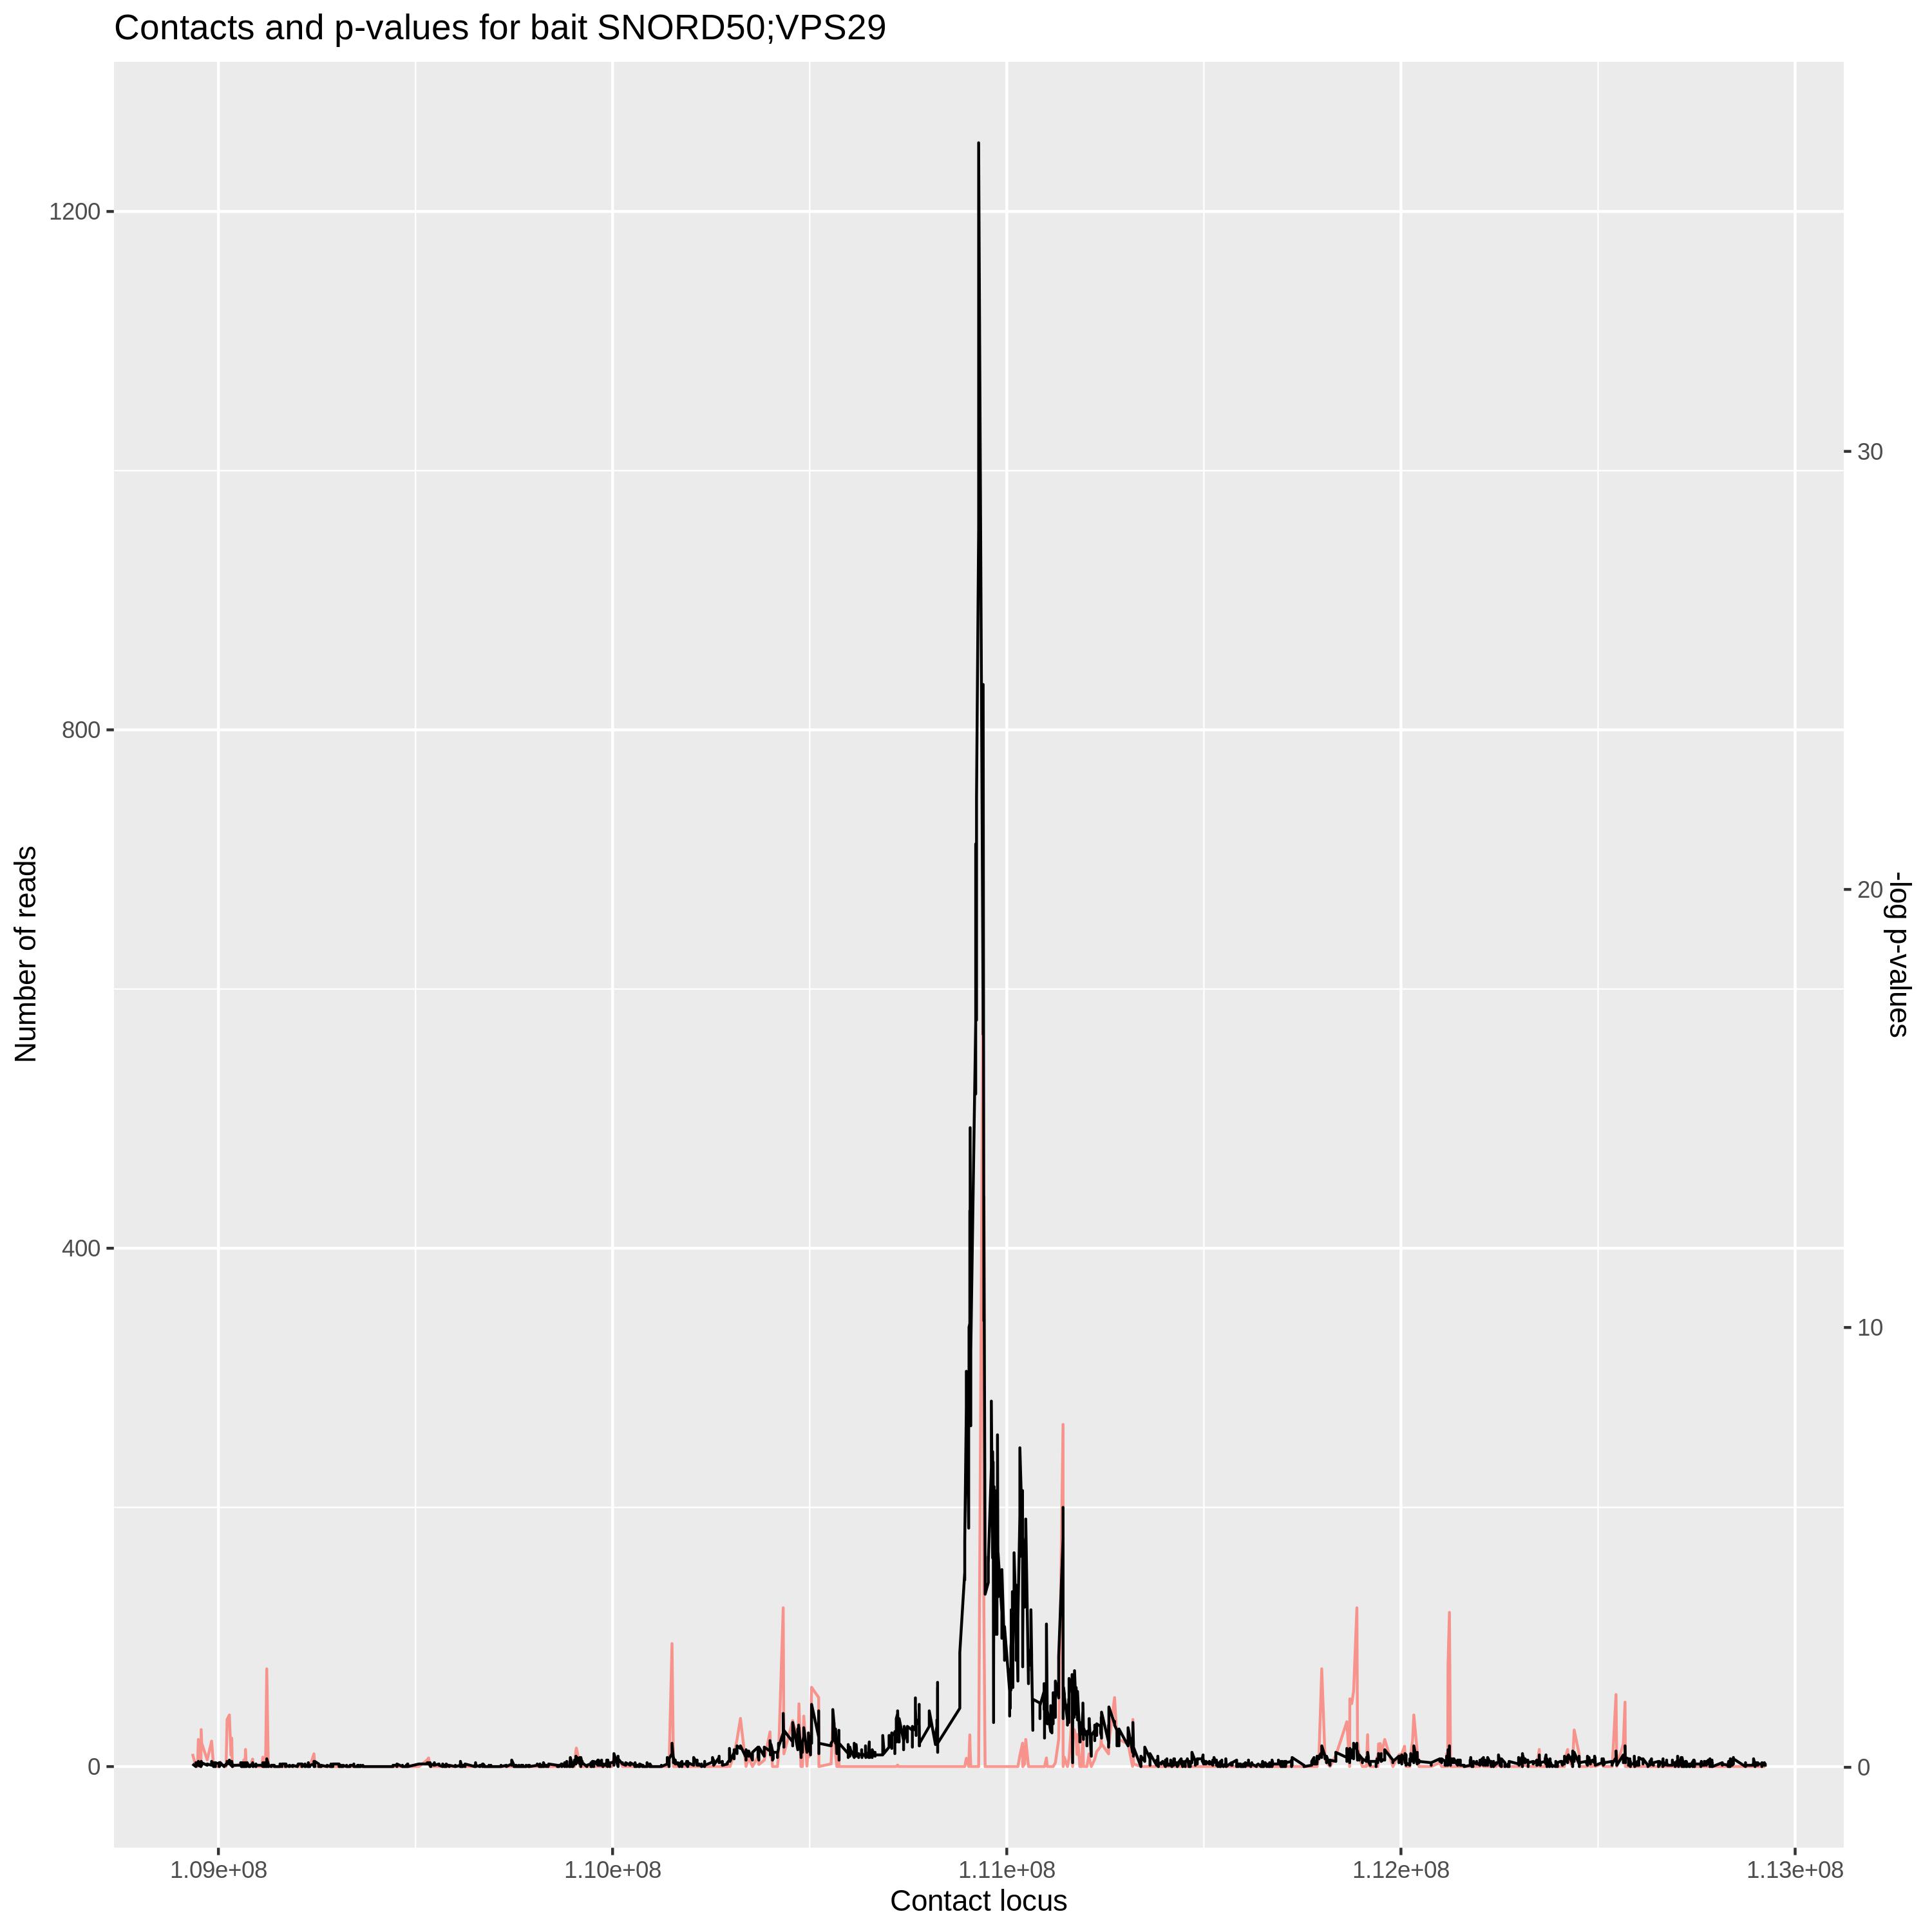 Contacts and p-values for bait SNORD50;VPS29
1200
800
400
0
Number of reads
30
20
10
0
-log p-values
1.09e+08
1.10e+08
1.11e+08
1.12e+08
1.13e+08
Contact locus